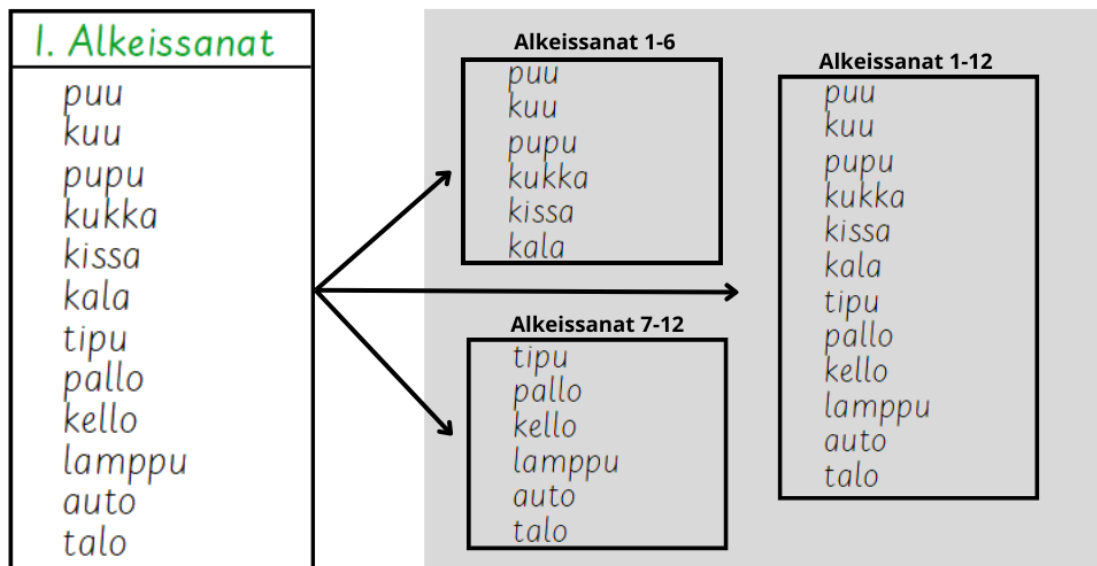 1. Alkeissanat
puu
kuu
pupu
kukka
kissa
kala
tipu
pallo
kello
lamppu
auto
talo
Alkeissanat 1-6
puu
kuu
pupu
kukka
kissa
kala
Alkeissanat 7-12
tipu
pallo
kello
lamppu
auto
talo
Alkeissanat 1-12
puu
kuu
pupu
kukka
kissa
kala
tipu
pallo
kello
lamppu
auto
talo